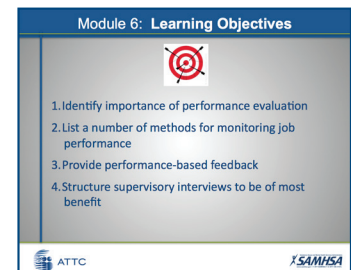 Module 6: Learning Objectives
1.Identify importance of performance evaluation
2.List a number of methods for monitoring job
performance
3.Provide performance-based feedback
4.Structure supervisory interviews to be of most
benefit
ATTC
SAMHSA